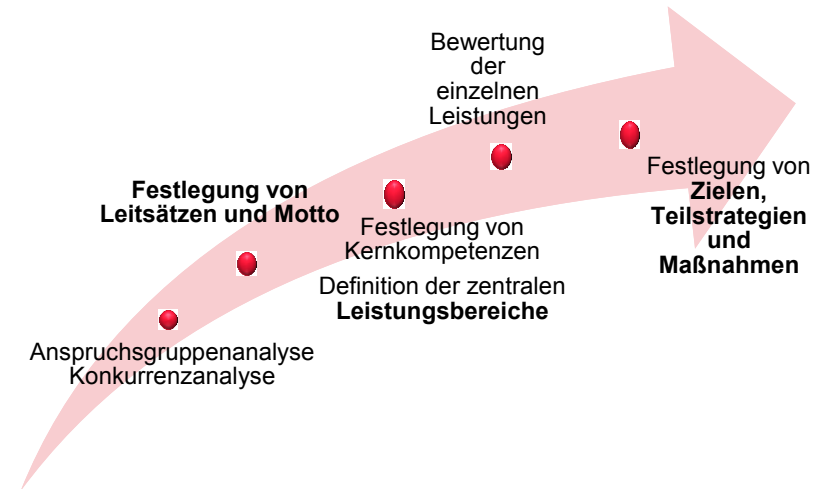 Bewertung
der
einzelnen
Leistungen
Festlegung von
Zielen,
Teilstrategien
und
Maßnahmen
Festlegung von
Leitsätzen und Motto
Festlegung von
Kernkompetenzen
Definition der zentralen
Leistungsbereiche
Anspruchsgruppenanalyse
Konkurrenzanalyse